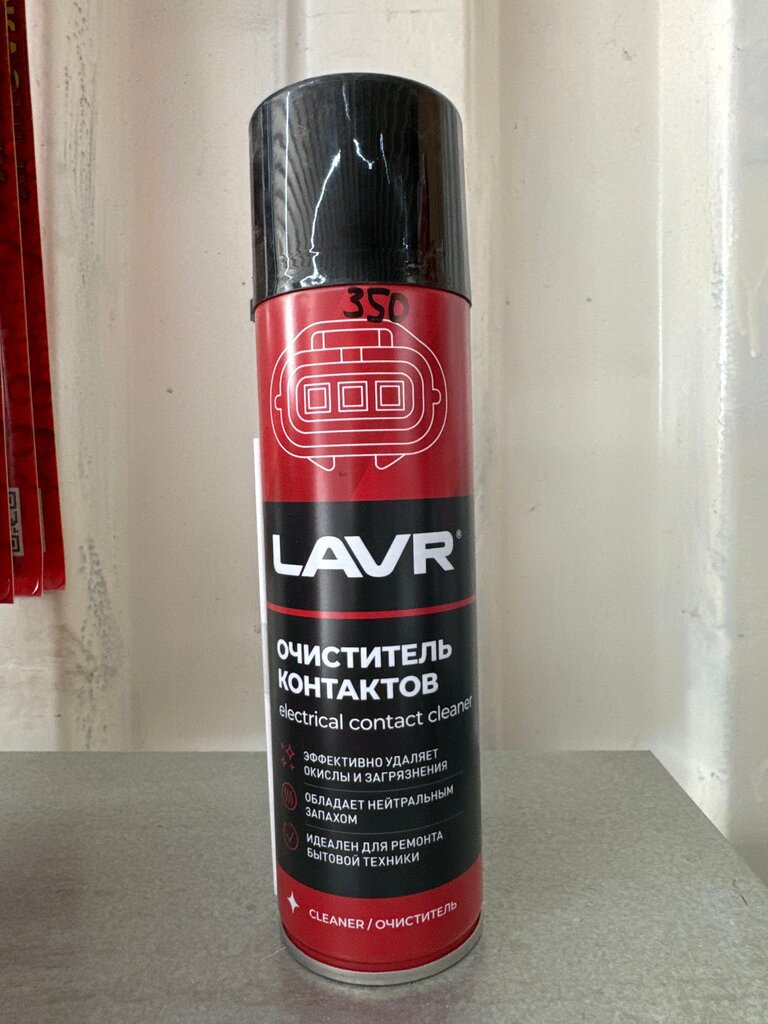 350
LAVR®
ОЧИСТИТЕЛЬ
КОНТАКТОВ
electrical contact cleaner
ЭФФЕКТИВНО УДАЛЯЕТ
ОКИСЛЫ И ЗАГРЯЗНЕНИЯ
ОБЛАДАЕТ НЕЙТРАЛЬНЫМ
ЗАПАХОМ
ИДЕАЛЕН ДЛЯ РЕМОНТА
БЫТОВОЙ ТЕХНИКИ
CLEANER / ОЧИСТИТЕЛЬ